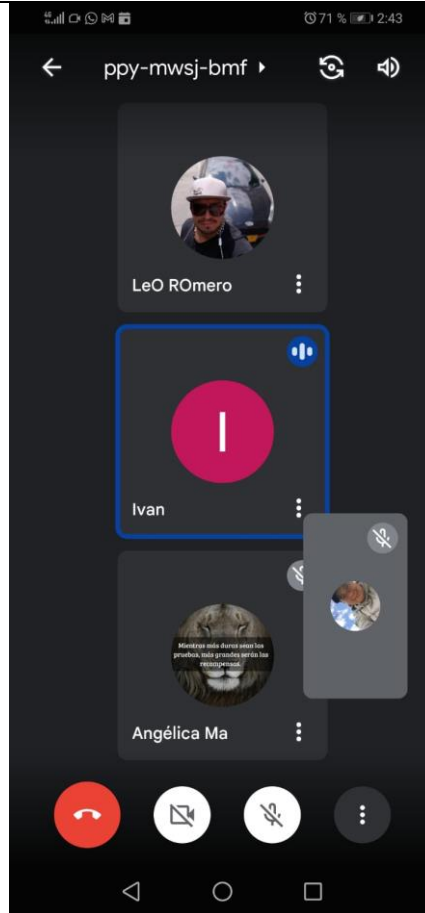 71 % 2:43
ppy-mwsj-bmf
LeO ROmero
I
Ivan
Mientras más duras sean las
pruebas, más grandes serán las
recompensas.
Angélica Ma